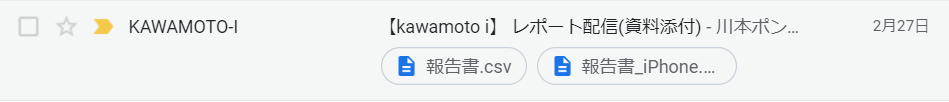 KAWAMOTO-I 【kawamoto i】 レポート配信(資料添付) - 川本ポン… 2月27日
報告書.csv 報告書_iPhone.…